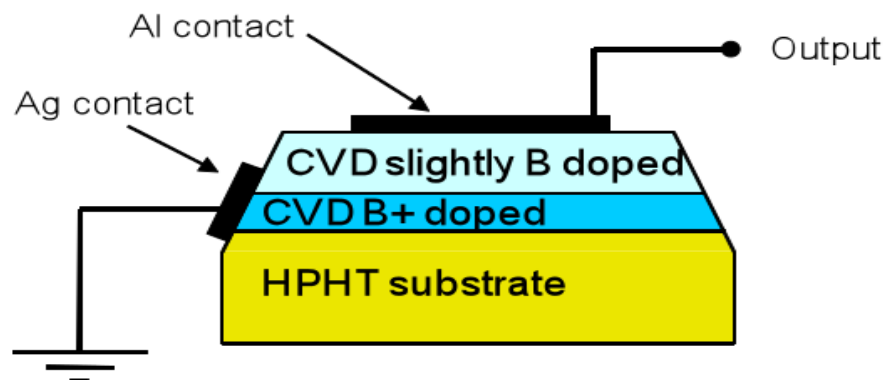 Al contact
Output
Ag contact
CVD slightly B doped
CVD B+ doped
HPHT substrate